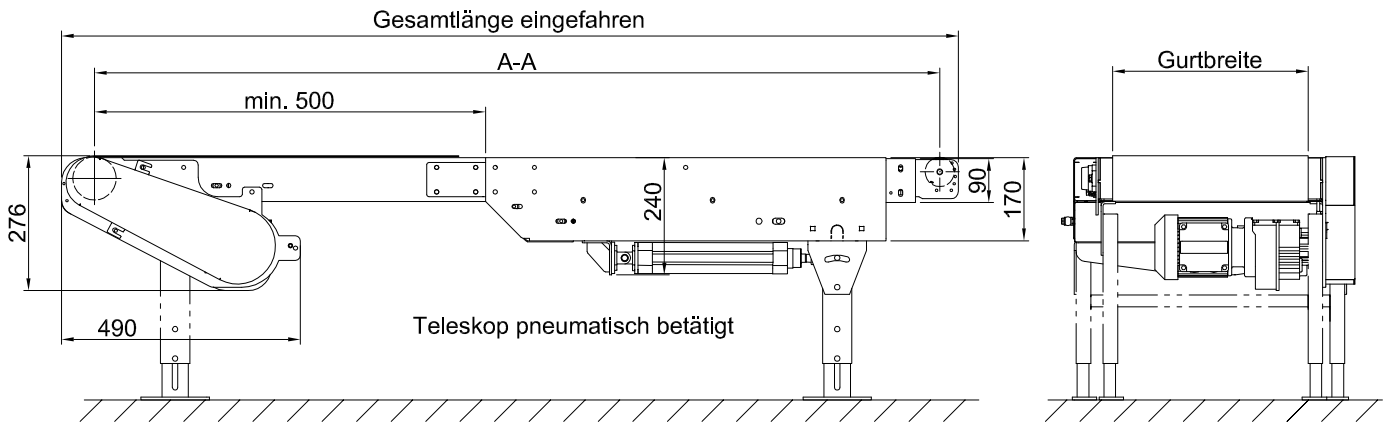 Gesamtlänge eingefahren
A-A
Gurtbreite
min. 500
276
240
90
170
490
Teleskop pneumatisch betätigt